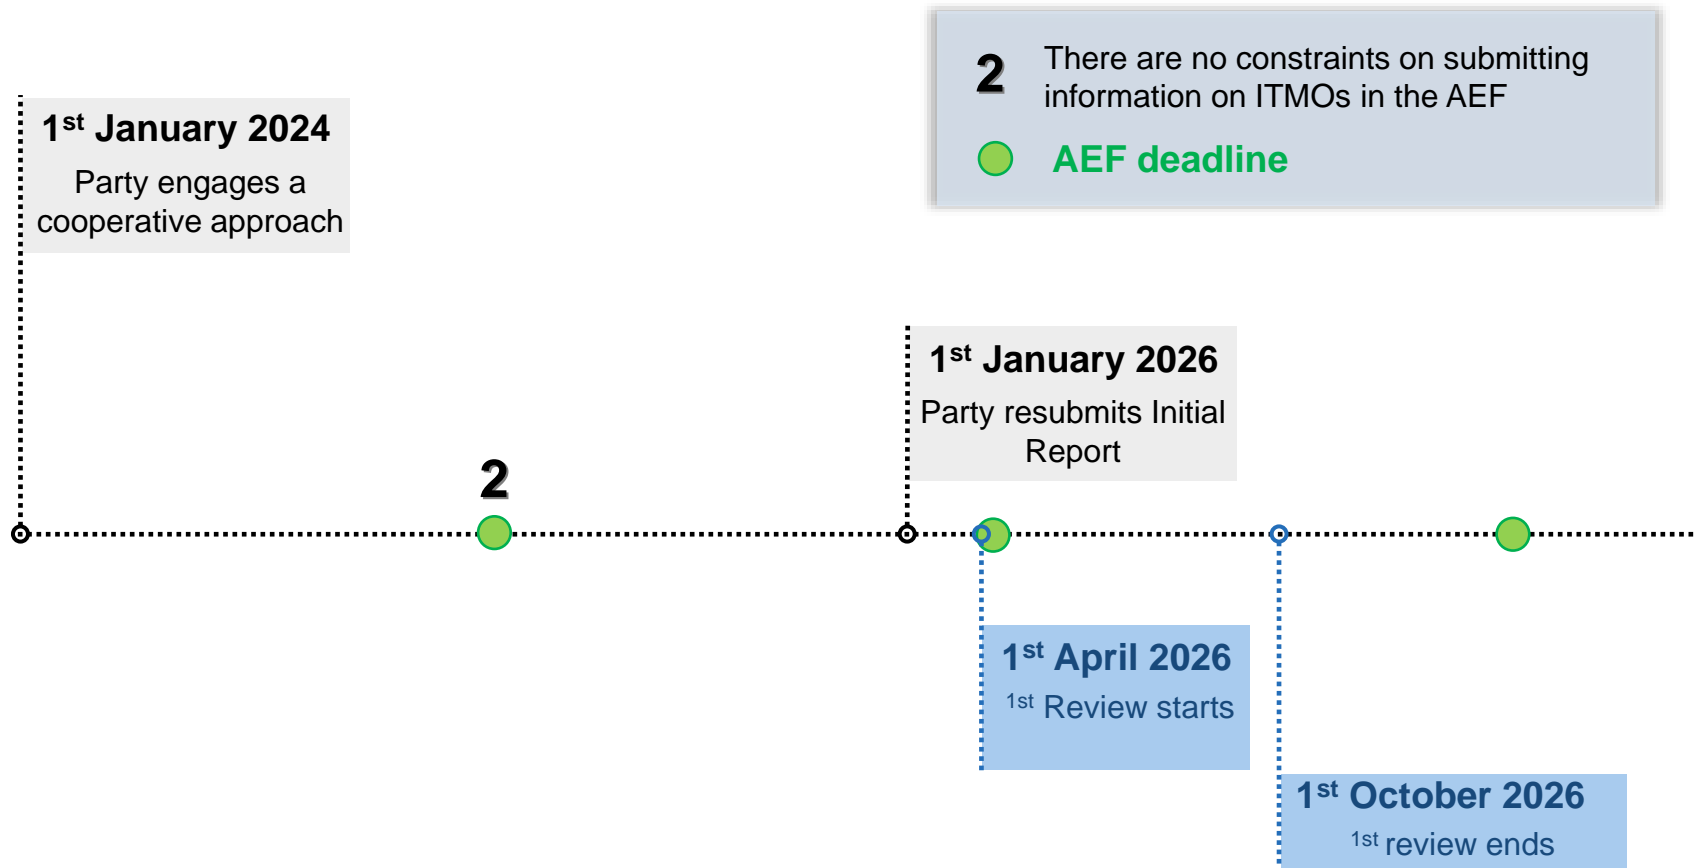 2
There are no constraints on submitting
information on ITMOs in the AEF
AEF deadline
1st January 2024
Party engages a
cooperative approach
1st January 2026
Party resubmits Initial
Report
2
1st April 2026
1st Review starts
1st October 2026
1st review ends